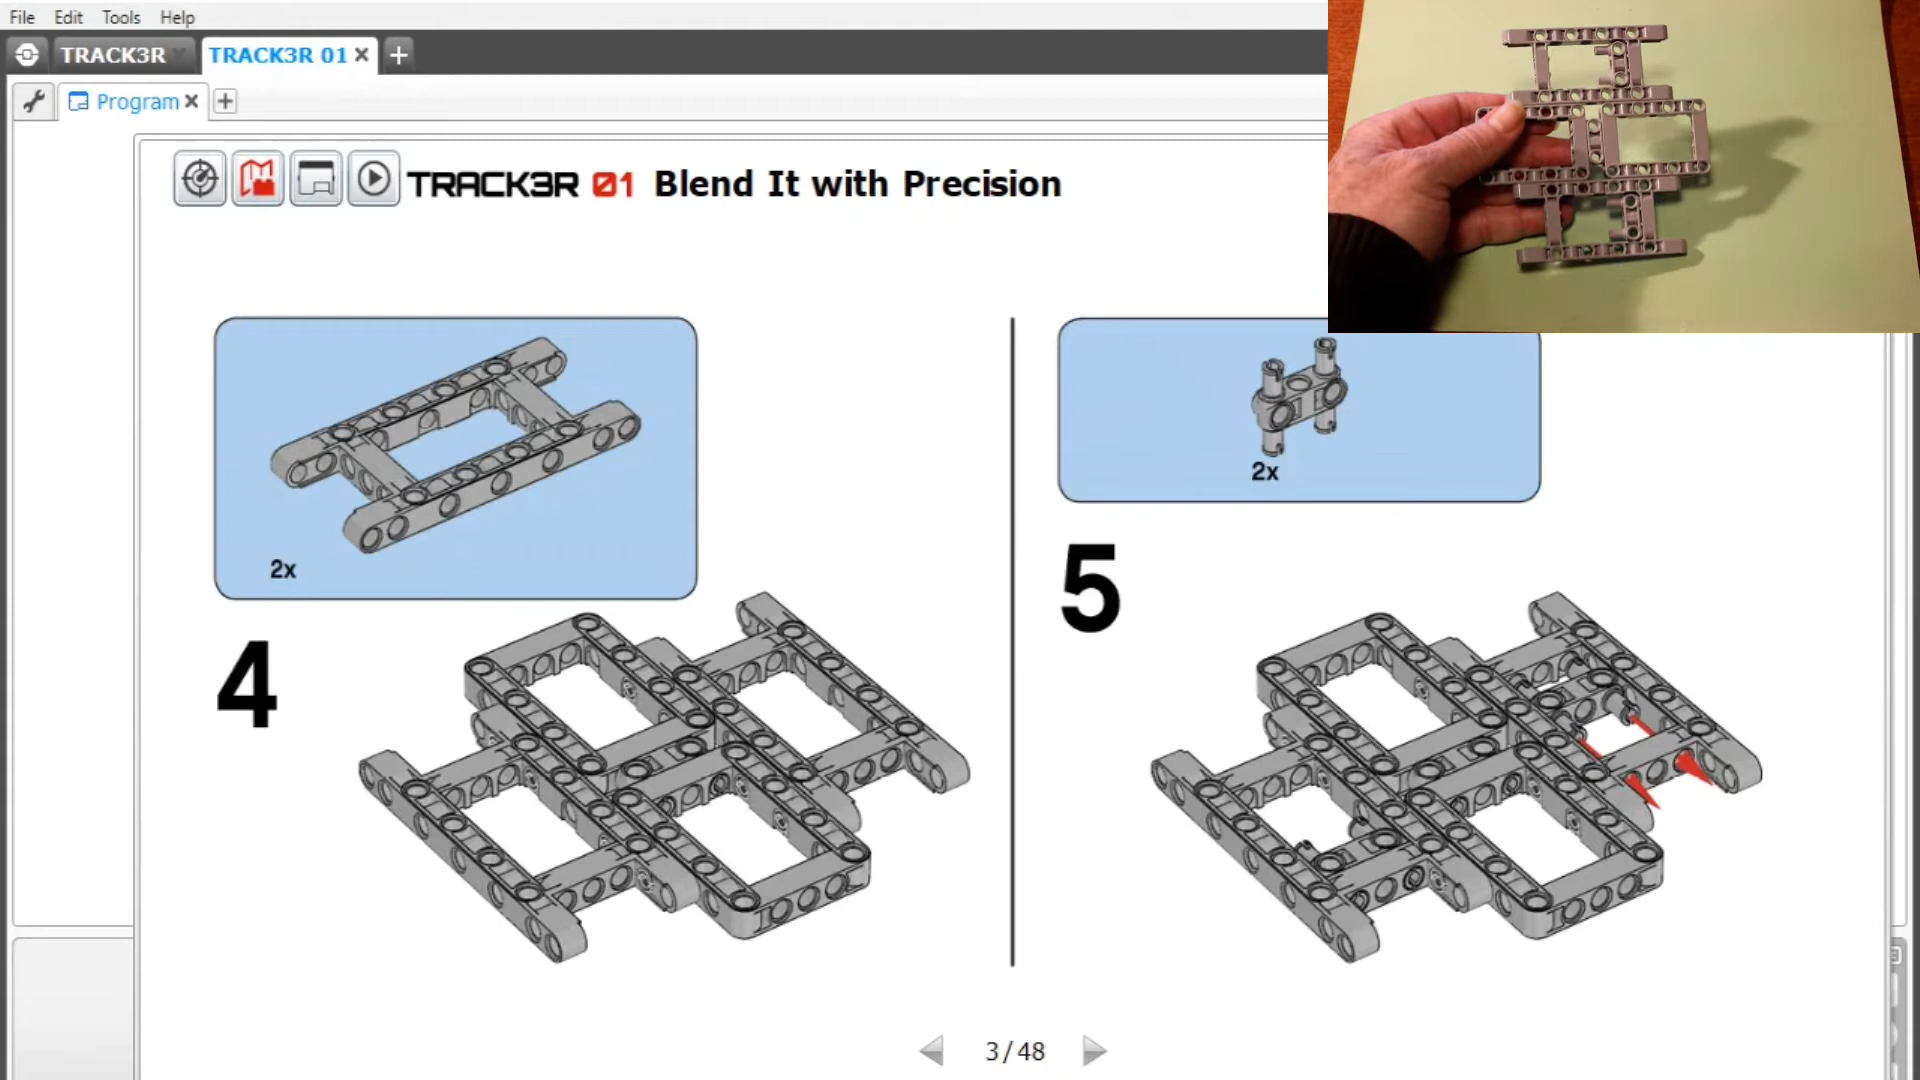 File Edit Tools Help
TRACK3R TRACK3R 01
Program
TRACK3R 01 Blend It with Precision
2x
4
2x
5
3/48